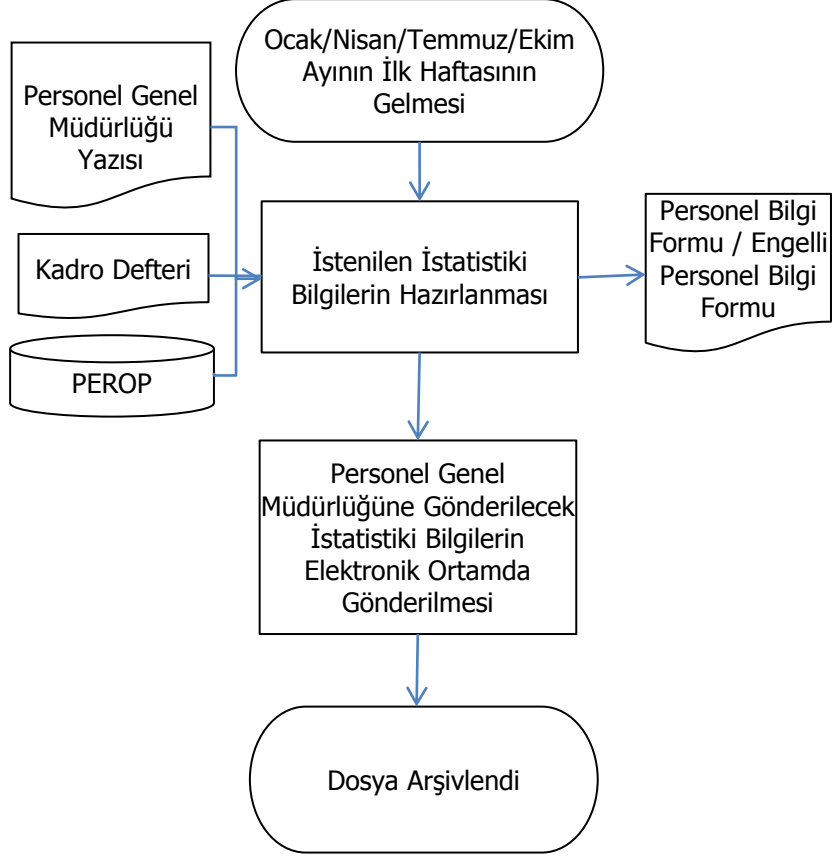 Ocak/Nisan/Temmuz/Ekim
Ayının İlk Haftasının
Gelmesi
Personel Genel
Müdürlüğü
Yazısı
Kadro Defteri
PEROP
İstenilen İstatistiki
Bilgilerin Hazırlanması
Personel Bilgi
Formu / Engelli
Personel Bilgi
Formu
Personel Genel
Müdürlüğüne Gönderilecek
İstatistiki Bilgilerin
Elektronik Ortamda
Gönderilmesi
Dosya Arşivlendi